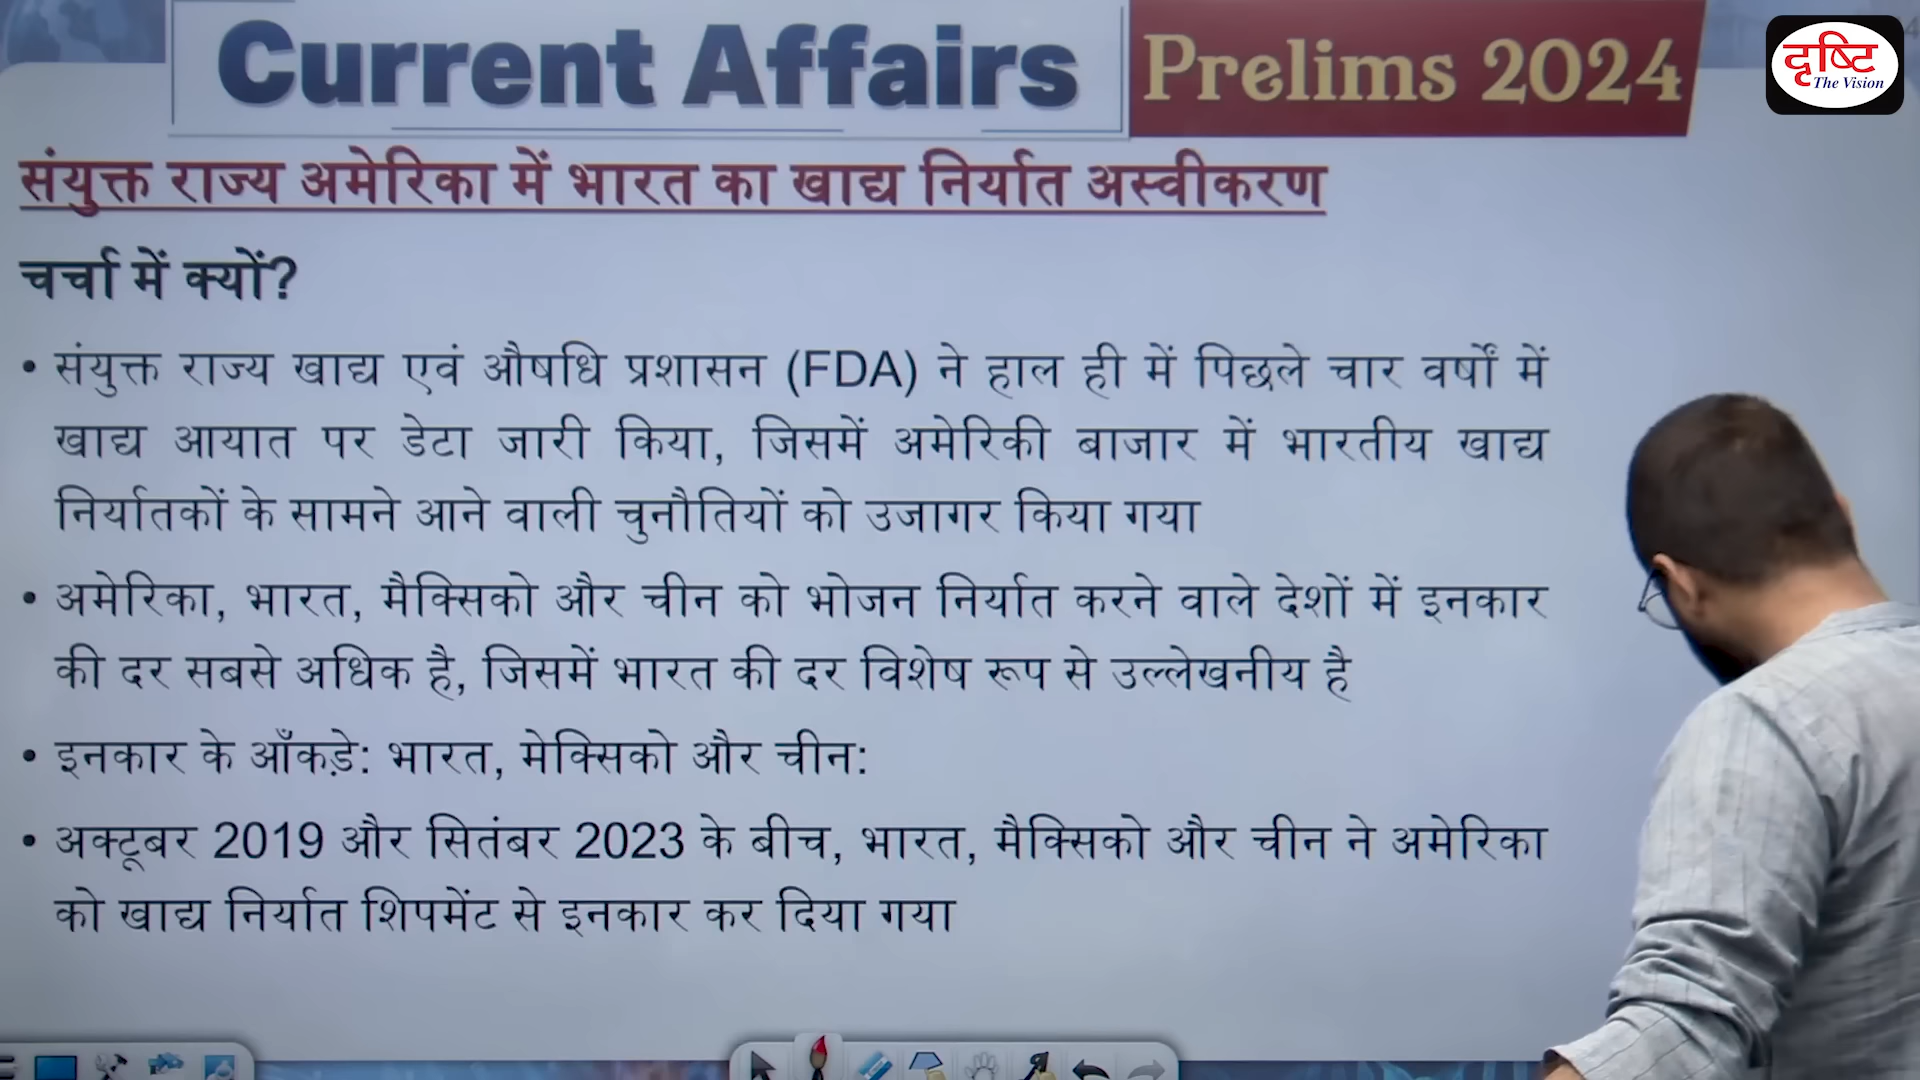 Current Affairs Prelims 2024
दृष्टि
The Vision
संयुक्त राज्य अमेरिका में भारत का खाद्य निर्यात अस्वीकरण
चर्चा में क्यों?
• संयुक्त राज्य खाद्य एवं औषधि प्रशासन (FDA) ने हाल ही में पिछले चार वर्षों में
खाद्य आयात पर डेटा जारी किया, जिसमें अमेरिकी बाजार में भारतीय खाद्य
निर्यातकों के सामने आने वाली चुनौतियों को उजागर किया गया
• अमेरिका, भारत, मैक्सिको और चीन को भोजन निर्यात करने वाले देशों में इनकार
की दर सबसे अधिक है, जिसमें भारत की दर विशेष रूप से उल्लेखनीय है
• इनकार के आँकड़े: भारत, मेक्सिको और चीन:
• अक्टूबर 2019 और सितंबर 2023 के बीच, भारत, मैक्सिको और चीन ने अमेरिका
को खाद्य निर्यात शिपमेंट से इनकार कर दिया गया